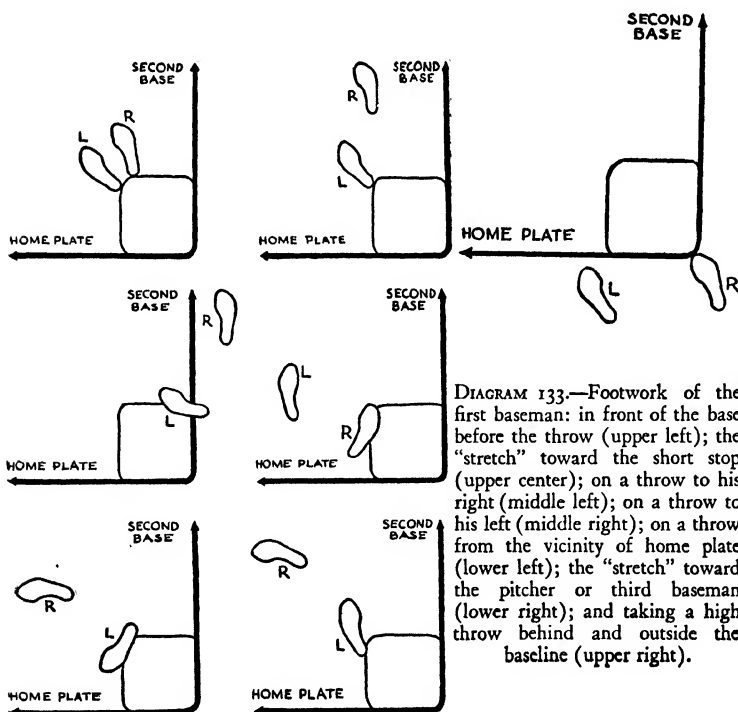 SECOND
BASE
R
L
HOME PLATE
SECOND
BASE
R
L
HOME PLATE
SECOND
BASE
HOME PLATE
L
R
SECOND
BASE
R
L
HOME PLATE
SECOND
BASE
L
R
HOME PLATE
SECOND
BASE
R
L
HOME PLATE
SECOND
BASE
R
L
HOME PLATE
DIAGRAM 133.—Footwork of the
first baseman: in front of the base
before the throw (upper left); the
“stretch” toward the short stop
(upper center); on a throw to his
right (middle left); on a throw to
his left (middle right); on a throw
from the vicinity of home plate
(lower left); the “stretch” toward
the pitcher or third baseman
(lower right); and taking a high
throw behind and outside the
baseline (upper right).